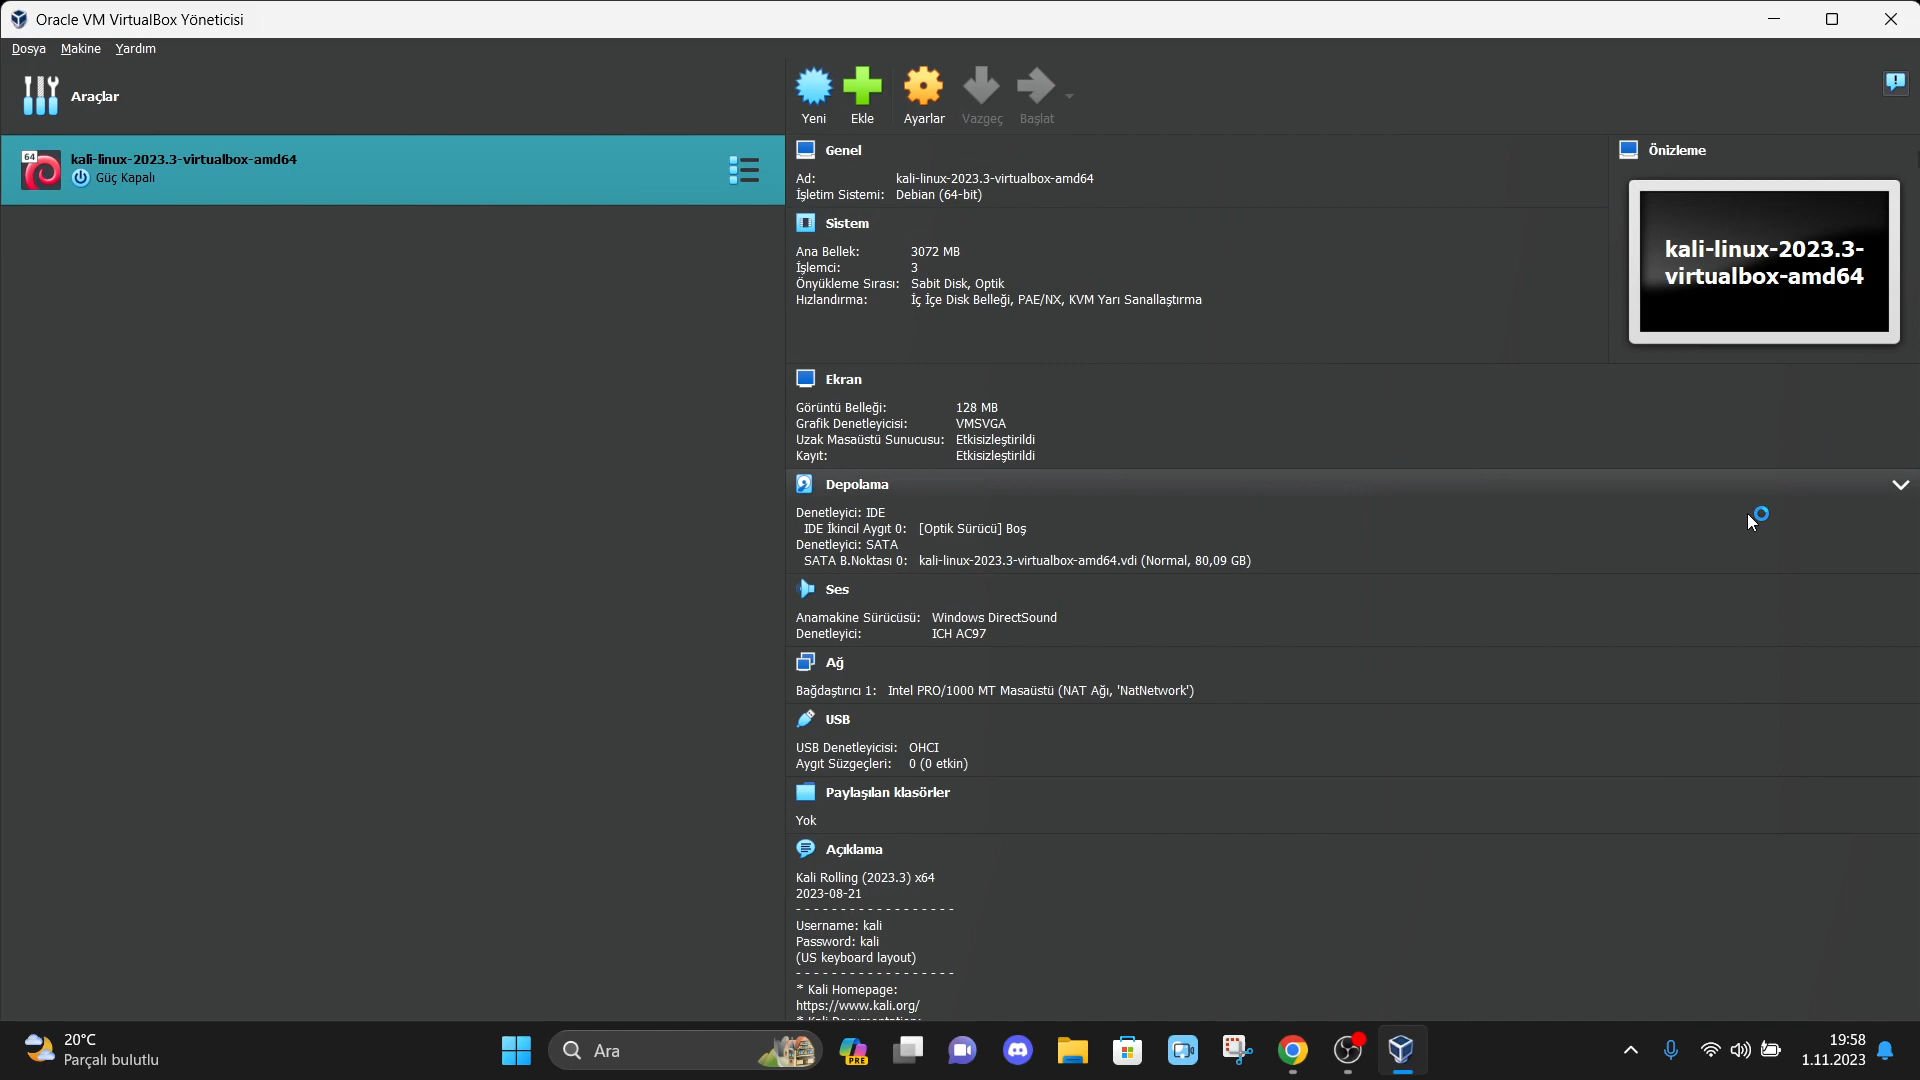 Oracle VM VirtualBox Yöneticisi
Dosya Makine Yardım
Araçlar
64
kali-linux-2023.3-virtualbox-amd64
Güç Kapalı
Yeni Ekle Ayarlar Vazgeç Başlat
Genel
Ad: kali-linux-2023.3-virtualbox-amd64
İşletim Sistemi: Debian (64-bit)
Sistem
Ana Bellek: 3072 MB
İşlemci: 3
Önyükleme Sırası: Sabit Disk, Optik
Hızlandırma: İç İçe Disk Belleği, PAE/NX, KVM Yarı Sanallaştırma
Önizleme
kali-linux-2023.3-
virtualbox-amd64
Ekran
Görüntü Belleği: 128 MB
Grafik Denetleyicisi: VMSVGA
Uzak Masaüstü Sunucusu: Etkisizleştirildi
Kayıt: Etkisizleştirildi
Depolama
Denetleyici: IDE
IDE İkincil Aygıt 0: [Optik Sürücü] Boş
Denetleyici: SATA
SATA B.Noktası 0: kali-linux-2023.3-virtualbox-amd64.vdi (Normal, 80,09 GB)
Ses
Anamakine Sürücüsü: Windows DirectSound
Denetleyici: ICH AC97
Ağ
Bağdaştırıcı 1: Intel PRO/1000 MT Masaüstü (NAT Ağı, 'NatNetwork')
USB
USB Denetleyicisi: OHCI
Aygıt Süzgeçleri: 0 (0 etkin)
Paylaşılan klasörler
Yok
Açıklama
Kali Rolling (2023.3) x64
2023-08-21
- - - - - - - - - - - - - - - - - -
Username: kali
Password: kali
(US keyboard layout)
- - - - - - - - - - - - - - - - - -
* Kali Homepage:
https://www.kali.org/
20°C
Parçalı bulutlu
Ara
PRE
19:58
1.11.2023